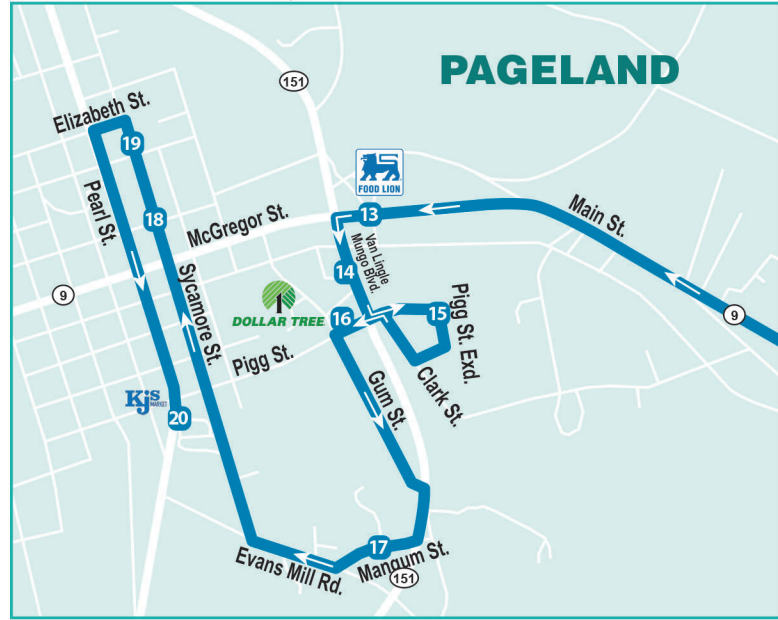 PAGELAND
151
Elizabeth St.
19
FOOD LION
Pearl St.
18
McGregor St.
13
Main St.
Van Lingle
Mungo Blvd.
14
9
Sycamore St.
DOLLAR TREE
16
15
9
Pigg St.
Pigg St. Exd.
Gum St.
Clark St.
Kjs
MARKET
20
17
Evans Mill Rd.
Mangum St.
151